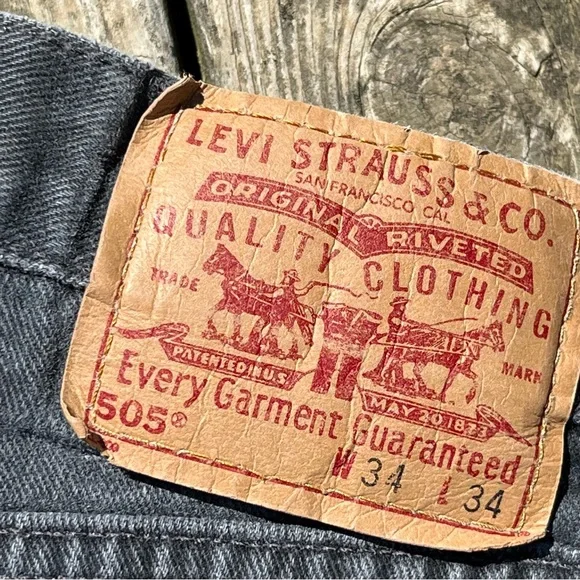 LEVI STRAUSS & CO.
SAN FRANCISCO CAL.
ORIGINAL RIVETED
QUALITY CLOTHING
TRADE MARK
PATENTED IN U.S. MAY 20 1873
Every Garment Guaranteed
505®
W 34 L 34